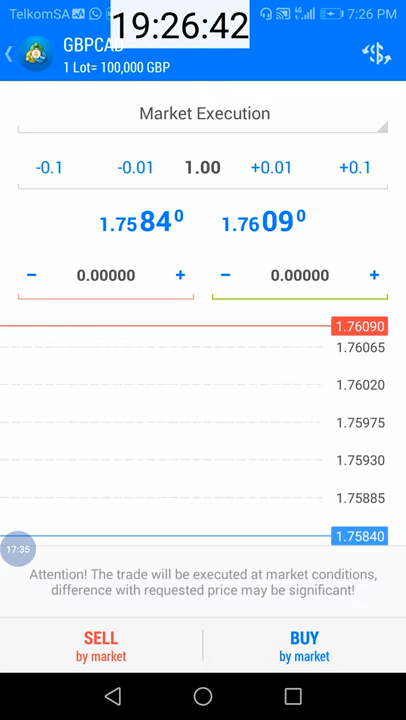 TelkomSA 19:26:42 7:26 PM
GBPCAD
1 Lot= 100,000 GBP
Market Execution
-0.1 -0.01 1.00 +0.01 +0.1
1.75840 1.76090
− 0.00000 + − 0.00000 +
1.76090
1.76065
1.76020
1.75975
1.75930
1.75885
1.75840
17:35
Attention! The trade will be executed at market conditions,
difference with requested price may be significant!
SELL BUY
by market by market